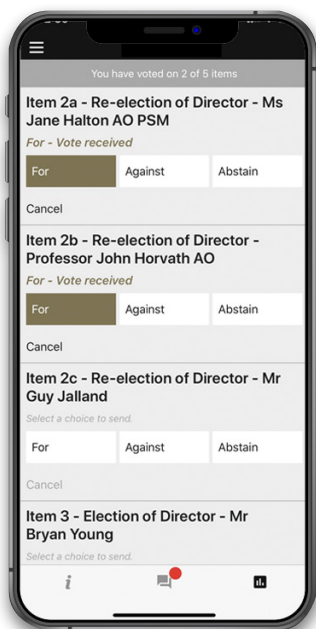 You have voted on 2 of 5 items
Item 2a - Re-election of Director - Ms
Jane Halton AO PSM
For - Vote received
For Against Abstain
Cancel
Item 2b - Re-election of Director -
Professor John Horvath AO
For - Vote received
For Against Abstain
Cancel
Item 2c - Re-election of Director - Mr
Guy Jalland
Select a choice to send.
For Against Abstain
Cancel
Item 3 - Election of Director - Mr
Bryan Young
Select a choice to send.
i